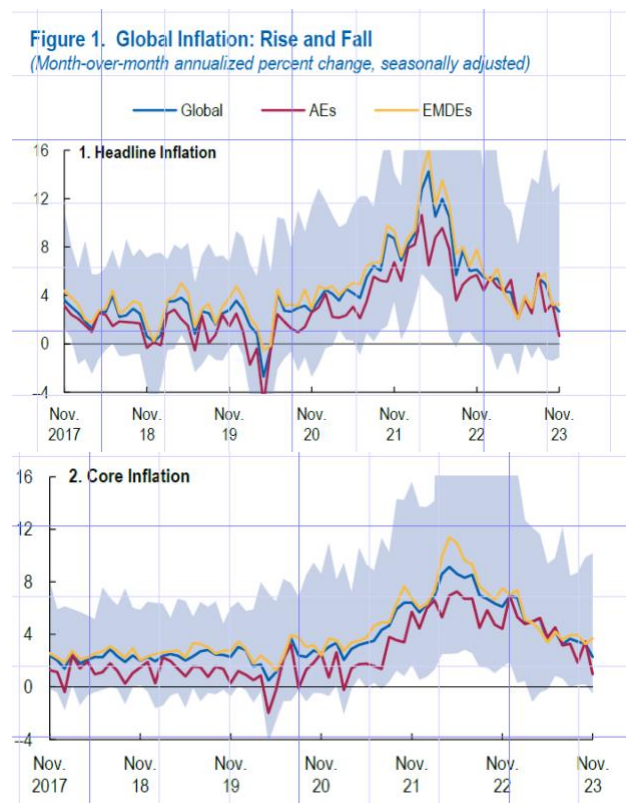 Figure 1. Global Inflation: Rise and Fall
(Month-over-month annualized percent change, seasonally adjusted)
Global AEs EMDEs
16 1. Headline Inflation
12
8
4
0
–4
Nov. Nov. Nov. Nov. Nov. Nov. Nov.
2017 18 19 20 21 22 23
16 2. Core Inflation
12
8
4
0
–4
Nov. Nov. Nov. Nov. Nov. Nov. Nov.
2017 18 19 20 21 22 23